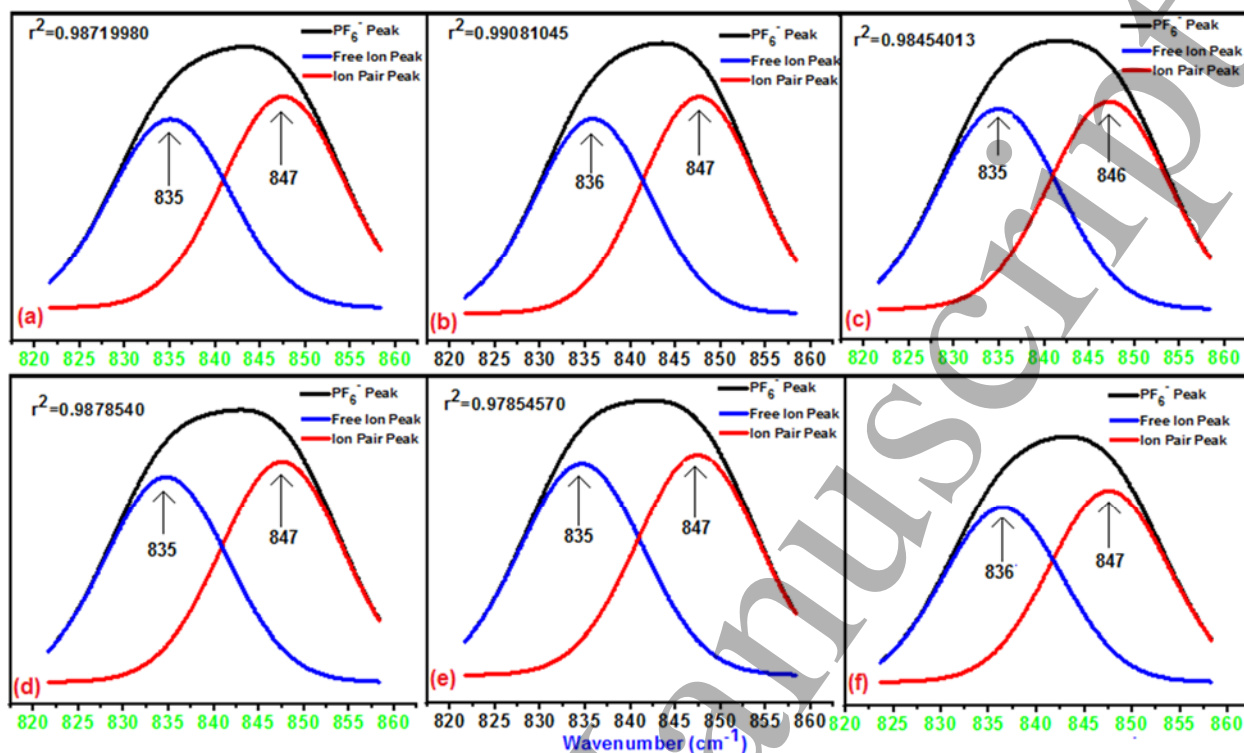 r²=0.98719980
PF₆⁻ Peak
Free Ion Peak
Ion Pair Peak
835
847
(a)
820 825 830 835 840 845 850 855 860
r²=0.99081045
PF₆⁻ Peak
Free Ion Peak
Ion Pair Peak
836
847
(b)
820 825 830 835 840 845 850 855 860
r²=0.98454013
PF₆⁻ Peak
Free Ion Peak
Ion Pair Peak
835
846
(c)
820 825 830 835 840 845 850 855 860
r²=0.9878540
PF₆⁻ Peak
Free Ion Peak
Ion Pair Peak
835
847
(d)
820 825 830 835 840 845 850 855 860
r²=0.97854570
PF₆⁻ Peak
Free Ion Peak
Ion Pair Peak
835
847
(e)
820 825 830 835 840 845 850 855 860
PF₆⁻ Peak
Free Ion Peak
Ion Pair Peak
836
847
(f)
820 825 830 835 840 845 850 855 860
Wavenumber (cm⁻¹)
anuscript